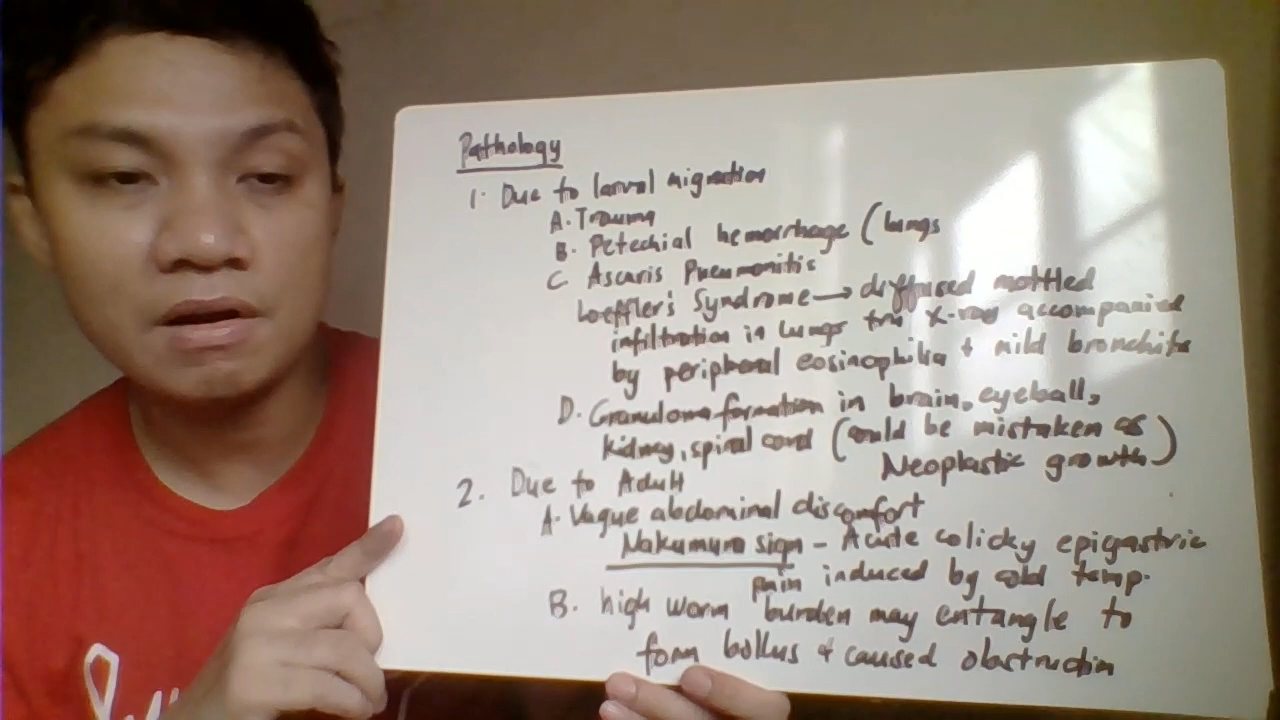 Pathology
1. Due to larval migration
A. Trauma
B. Petechial hemorrhage (lungs
C Ascaris Pneumonitis
Loeffler's Syndrome → diffused mottled
infiltration in lungs thru X-ray accompanied
by peripheral eosinophilia + mild bronchitis
D. Granuloma formation in brain, eyeball,
kidney, spinal cord (could be mistaken as
Neoplastic growth)
2. Due to Adult
A. Vague abdominal discomfort
Nakumura sign - Acute colicky epigastric
pain induced by cold temp.
B. high worm burden may entangle to
form bollus & caused obstruction